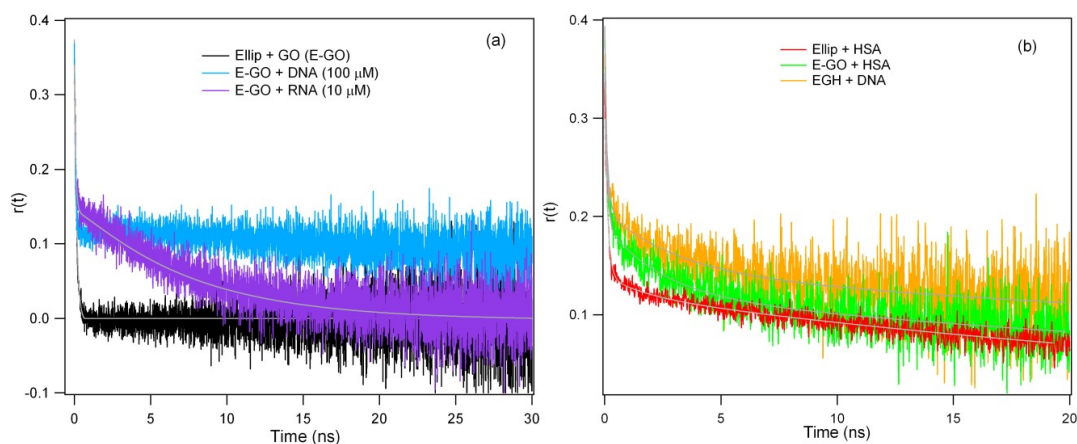 (a)
Ellip + GO (E-GO)
E-GO + DNA (100 μM)
E-GO + RNA (10 μM)
0.4
0.3
0.2
0.1
0.0
-0.1
r(t)
0 5 10 15 20 25 30
Time (ns)
(b)
Ellip + HSA
E-GO + HSA
EGH + DNA
0.4
0.3
0.2
0.1
r(t)
0 5 10 15 20
Time (ns)